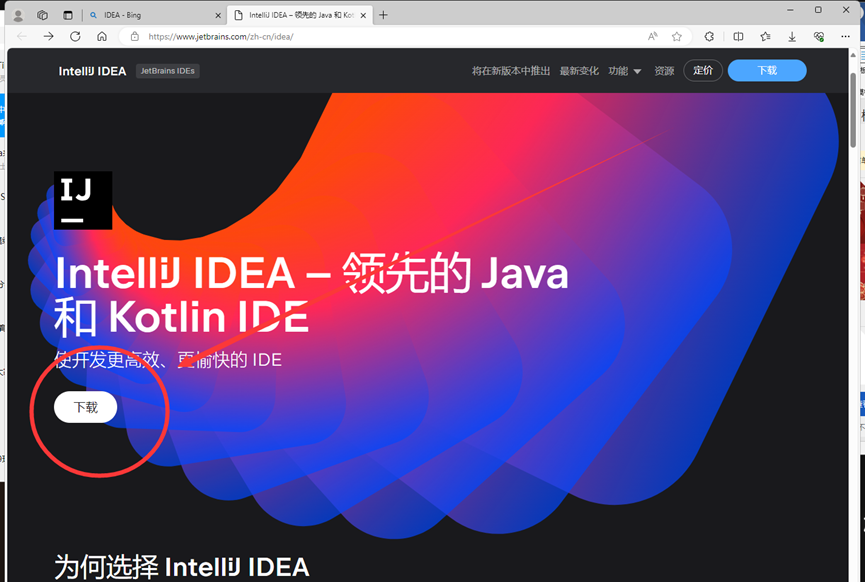 IDEA - Bing
IntelliJ IDEA – 领先的 Java 和 Kot
https://www.jetbrains.com/zh-cn/idea/
IntelliJ IDEA
JetBrains IDEs
将在新版本中推出 最新变化 功能 资源 定价 下载
IJ
IntelliJ IDEA – 领先的 Java
和 Kotlin IDE
使开发更高效、更愉快的 IDE
下载
为何选择 IntelliJ IDEA